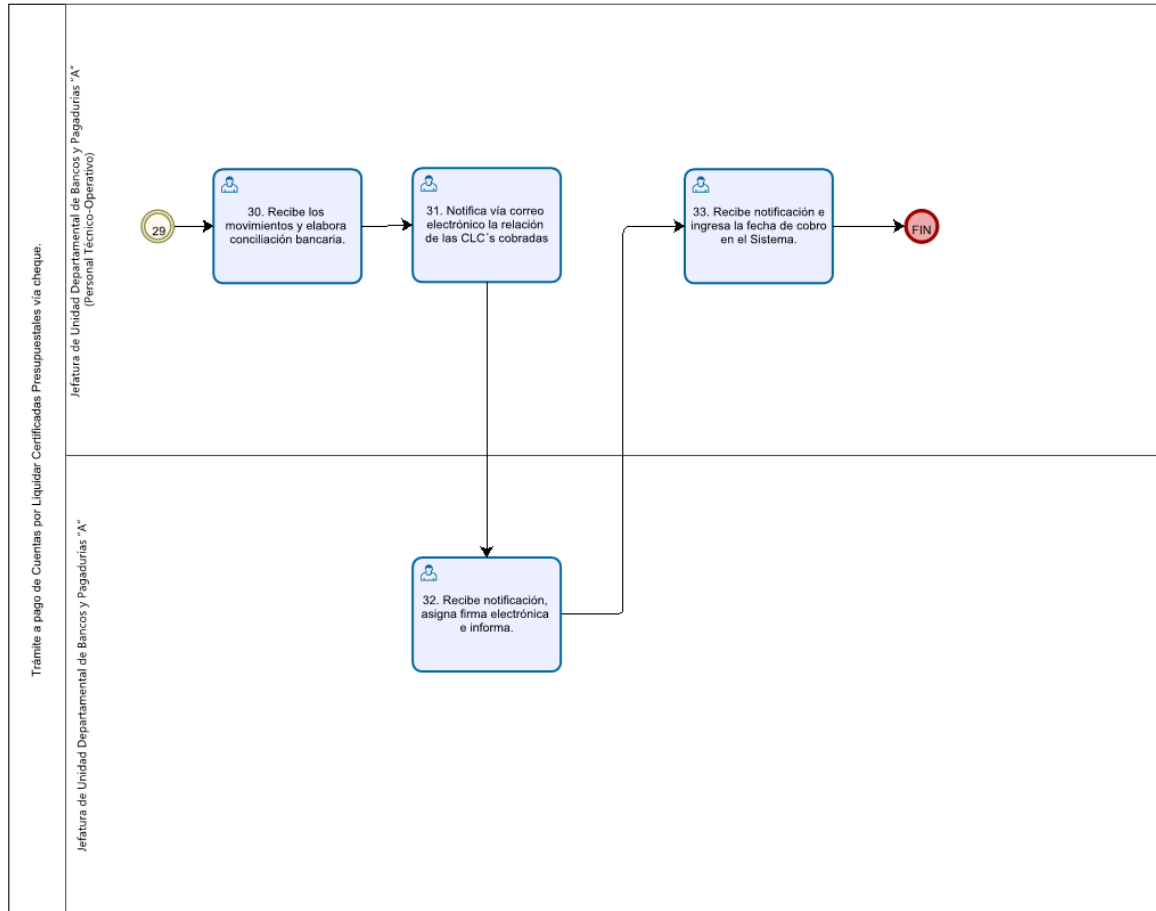 Trámite a pago de Cuentas por Liquidar Certificadas Presupuestales vía cheque.
Jefatura de Unidad Departamental de Bancos y Pagadurías "A"
(Personal Técnico-Operativo)
29
30. Recibe los
movimientos y elabora
conciliación bancaria.
31. Notifica vía correo
electrónico la relación
de las CLC´s cobradas
33. Recibe notificación e
ingresa la fecha de cobro
en el Sistema.
FIN
Jefatura de Unidad Departamental de Bancos y Pagadurías "A"
32. Recibe notificación,
asigna firma electrónica
e informa.